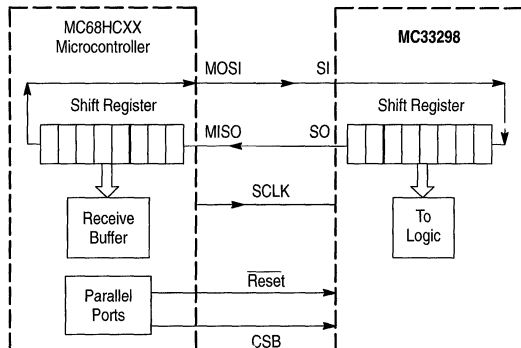 MC68HCXX
Microcontroller
MC33298
MOSI
SI
Shift Register
Shift Register
MISO
SO
SCLK
Receive
Buffer
To
Logic
Reset
Parallel
Ports
CSB